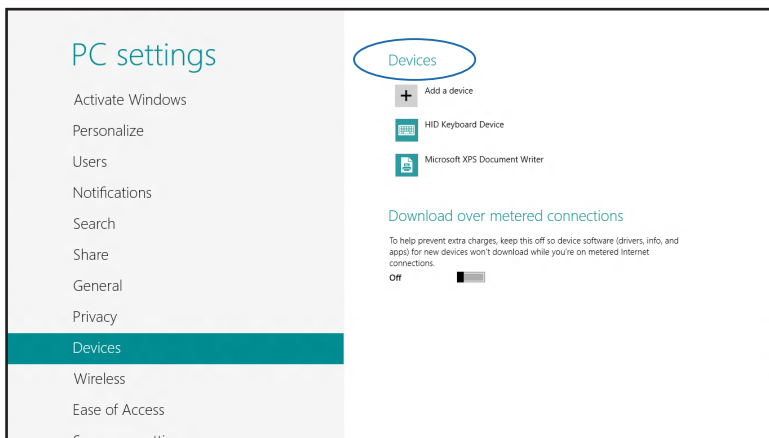 PC settings
Activate Windows
Personalize
Users
Notifications
Search
Share
General
Privacy
Devices
Wireless
Ease of Access
Devices
Add a device
HID Keyboard Device
Microsoft XPS Document Writer
Download over metered connections
To help prevent extra charges, keep this off so device software (drivers, info, and
apps) for new devices won't download while you're on metered Internet
connections.
Off